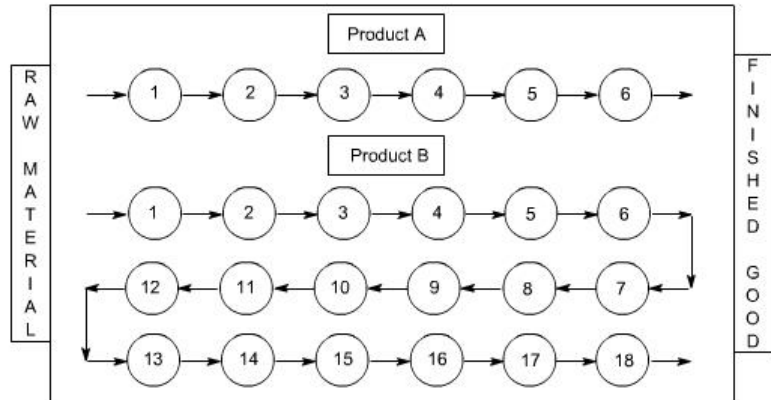 Product A
RAW MATERIAL
1 2 3 4 5 6
FINISHED GOOD
Product B
1 2 3 4 5 6
12 11 10 9 8 7
13 14 15 16 17 18